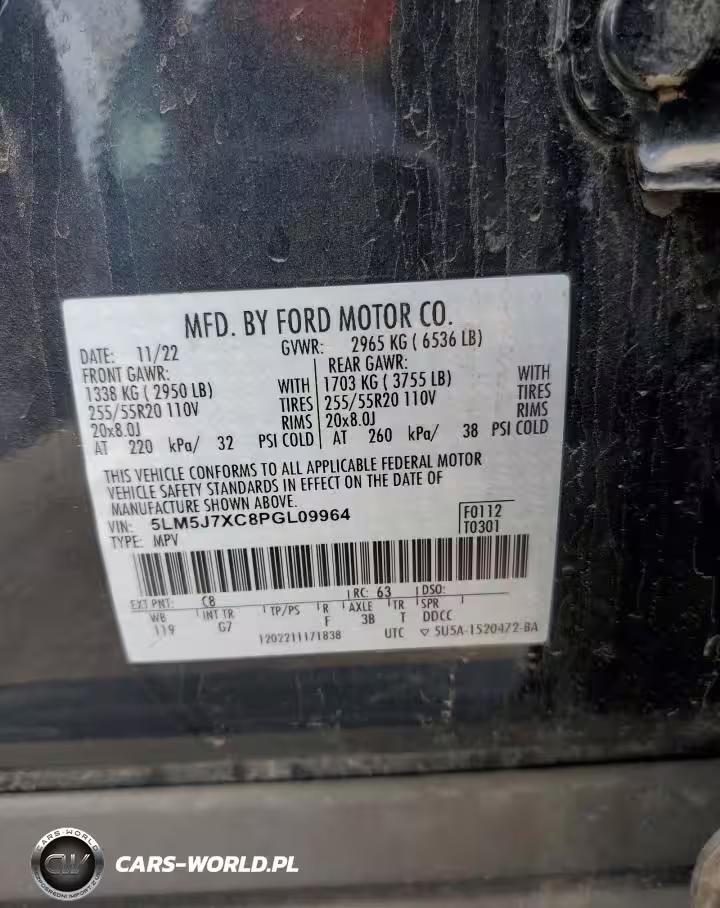 MFD. BY FORD MOTOR CO.
DATE: 11/22 GVWR: 2965 KG ( 6536 LB)
FRONT GAWR: REAR GAWR:
1338 KG ( 2950 LB) WITH 1703 KG ( 3755 LB) WITH
255/55R20 110V TIRES 255/55R20 110V TIRES
20x8.0J RIMS 20x8.0J RIMS
AT 220 kPa/ 32 PSI COLD AT 260 kPa/ 38 PSI COLD
THIS VEHICLE CONFORMS TO ALL APPLICABLE FEDERAL MOTOR
VEHICLE SAFETY STANDARDS IN EFFECT ON THE DATE OF
MANUFACTURE SHOWN ABOVE.
VIN: 5LM5J7XC8PGL09964 F0112
TYPE: MPV T0301
EXT PNT: C8 RC: 63 DSO:
WB INT TR TP/PS R AXLE TR SPR
119 G7 F 3B T DDCC
1202211171838 UTC ▽ 5U5A-1520472-BA
CARS-WORLD
CW
CARS-WORLD.PL